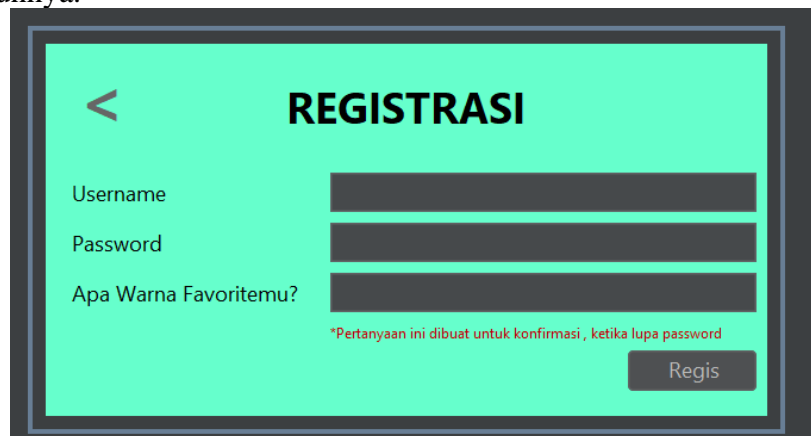 <
REGISTRASI
Username
Password
Apa Warna Favoritemu?
*Pertanyaan ini dibuat untuk konfirmasi , ketika lupa password
Regis